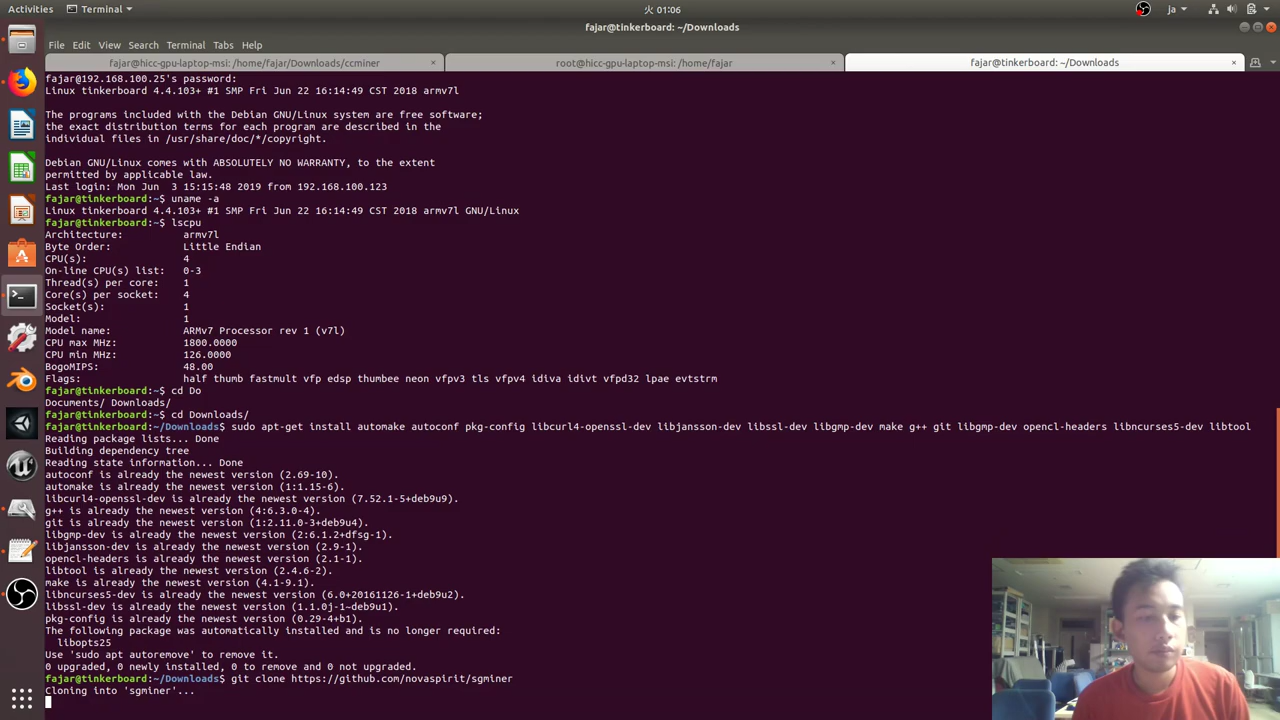 Activities
Terminal
火 01:06
ja
fajar@tinkerboard: ~/Downloads
File Edit View Search Terminal Tabs Help
fajar@hicc-gpu-laptop-msi: /home/fajar/Downloads/ccminer
root@hicc-gpu-laptop-msi: /home/fajar
fajar@tinkerboard: ~/Downloads
fajar@192.168.100.25's password:
Linux tinkerboard 4.4.103+ #1 SMP Fri Jun 22 16:14:49 CST 2018 armv7l
The programs included with the Debian GNU/Linux system are free software;
the exact distribution terms for each program are described in the
individual files in /usr/share/doc/*/copyright.
Debian GNU/Linux comes with ABSOLUTELY NO WARRANTY, to the extent
permitted by applicable law.
Last login: Mon Jun  3 15:15:48 2019 from 192.168.100.123
fajar@tinkerboard:~$ uname -a
Linux tinkerboard 4.4.103+ #1 SMP Fri Jun 22 16:14:49 CST 2018 armv7l GNU/Linux
fajar@tinkerboard:~$ lscpu
Architecture:          armv7l
Byte Order:            Little Endian
CPU(s):                4
On-line CPU(s) list:   0-3
Thread(s) per core:    1
Core(s) per socket:    4
Socket(s):             1
Model:                 1
Model name:            ARMv7 Processor rev 1 (v7l)
CPU max MHz:           1800.0000
CPU min MHz:           126.0000
BogoMIPS:              48.00
Flags:                 half thumb fastmult vfp edsp thumbee neon vfpv3 tls vfpv4 idiva idivt vfpd32 lpae evtstrm
fajar@tinkerboard:~$ cd Do
Documents/ Downloads/
fajar@tinkerboard:~$ cd Downloads/
fajar@tinkerboard:~/Downloads$ sudo apt-get install automake autoconf pkg-config libcurl4-openssl-dev libjansson-dev libssl-dev libgmp-dev make g++ git libgmp-dev opencl-headers libncurses5-dev libtool
Reading package lists... Done
Building dependency tree
Reading state information... Done
autoconf is already the newest version (2.69-10).
automake is already the newest version (1:1.15-6).
libcurl4-openssl-dev is already the newest version (7.52.1-5+deb9u9).
g++ is already the newest version (4:6.3.0-4).
git is already the newest version (1:2.11.0-3+deb9u4).
libgmp-dev is already the newest version (2:6.1.2+dfsg-1).
libjansson-dev is already the newest version (2.9-1).
opencl-headers is already the newest version (2.1-1).
libtool is already the newest version (2.4.6-2).
make is already the newest version (4.1-9.1).
libncurses5-dev is already the newest version (6.0+20161126-1+deb9u2).
libssl-dev is already the newest version (1.1.0j-1~deb9u1).
pkg-config is already the newest version (0.29-4+b1).
The following package was automatically installed and is no longer required:
  libopts25
Use 'sudo apt autoremove' to remove it.
0 upgraded, 0 newly installed, 0 to remove and 0 not upgraded.
fajar@tinkerboard:~/Downloads$ git clone https://github.com/novaspirit/sgminer
Cloning into 'sgminer'...